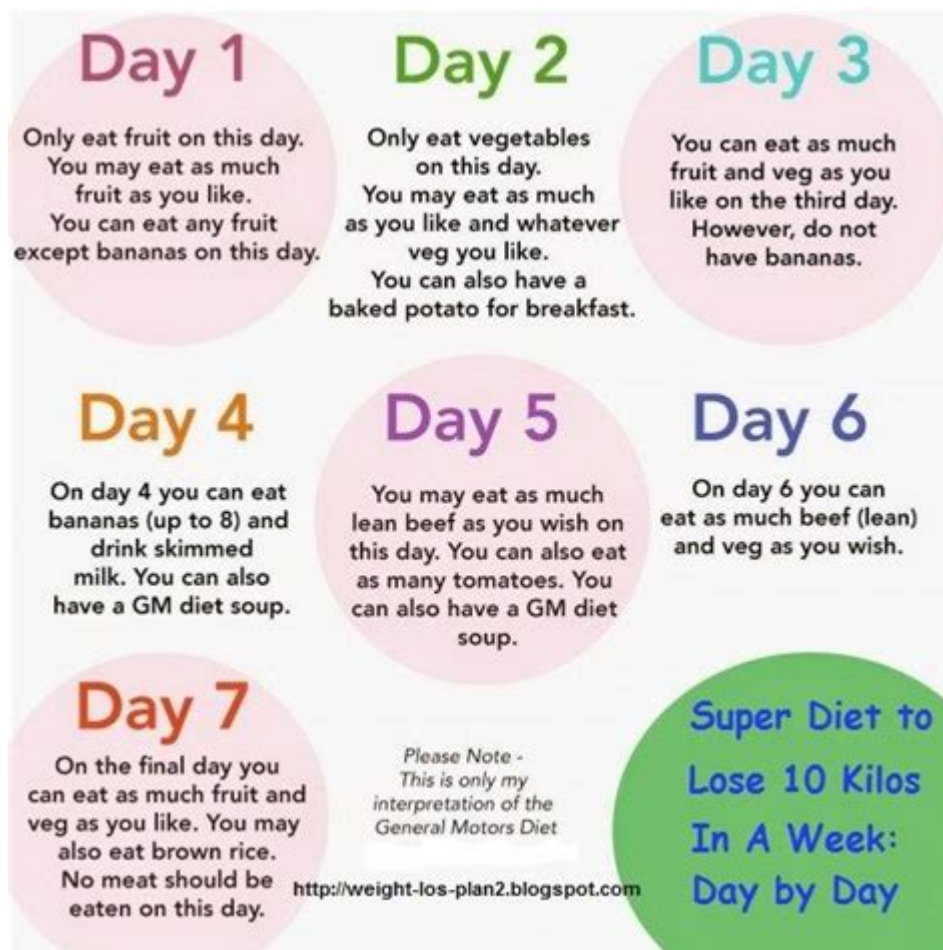 Day 1
Only eat fruit on this day.
You may eat as much
fruit as you like.
You can eat any fruit
except bananas on this day.
Day 2
Only eat vegetables
on this day.
You may eat as much
as you like and whatever
veg you like.
You can also have a
baked potato for breakfast.
Day 3
You can eat as much
fruit and veg as you
like on the third day.
However, do not
have bananas.
Day 4
On day 4 you can eat
bananas (up to 8) and
drink skimmed
milk. You can also
have a GM diet soup.
Day 5
You may eat as much
lean beef as you wish on
this day. You can also eat
as many tomatoes. You
can also have a GM diet
soup.
Day 6
On day 6 you can
eat as much beef (lean)
and veg as you wish.
Day 7
On the final day you
can eat as much fruit and
veg as you like. You may
also eat brown rice.
No meat should be
eaten on this day.
Please Note -
This is only my
interpretation of the
General Motors Diet
http://weight-los-plan2.blogspot.com
Super Diet to
Lose 10 Kilos
In A Week:
Day by Day